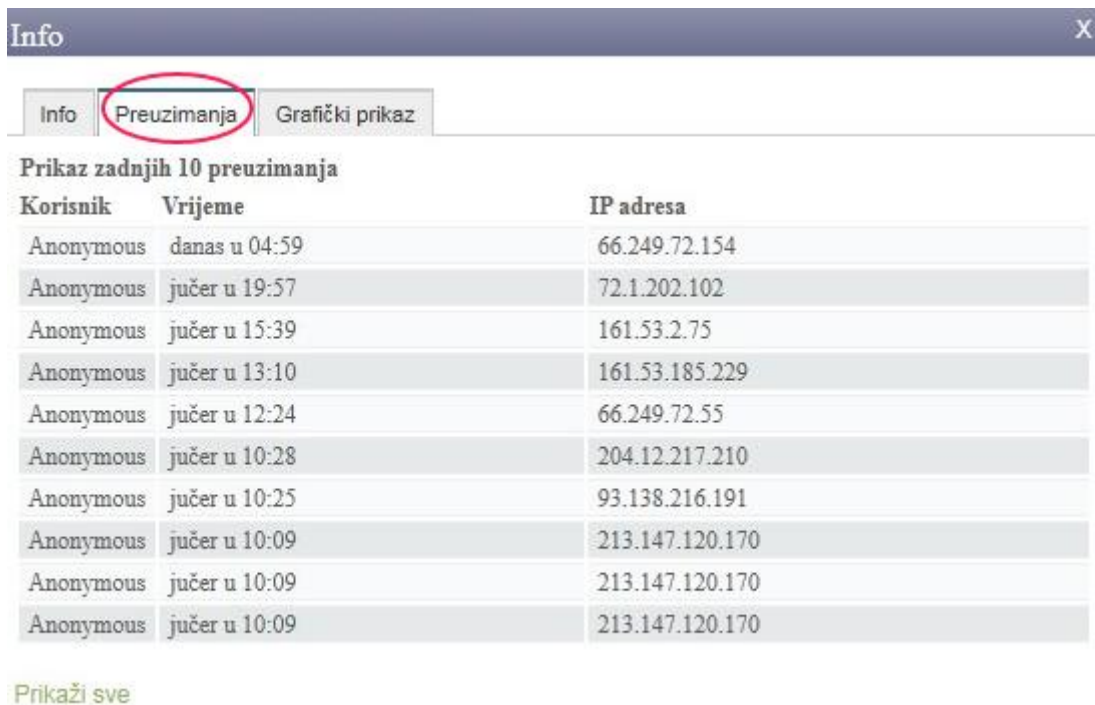 Info X
Info Preuzimanja Grafički prikaz
Prikaz zadnjih 10 preuzimanja
Korisnik Vrijeme IP adresa
Anonymous danas u 04:59 66.249.72.154
Anonymous jučer u 19:57 72.1.202.102
Anonymous jučer u 15:39 161.53.2.75
Anonymous jučer u 13:10 161.53.185.229
Anonymous jučer u 12:24 66.249.72.55
Anonymous jučer u 10:28 204.12.217.210
Anonymous jučer u 10:25 93.138.216.191
Anonymous jučer u 10:09 213.147.120.170
Anonymous jučer u 10:09 213.147.120.170
Anonymous jučer u 10:09 213.147.120.170
Prikaži sve